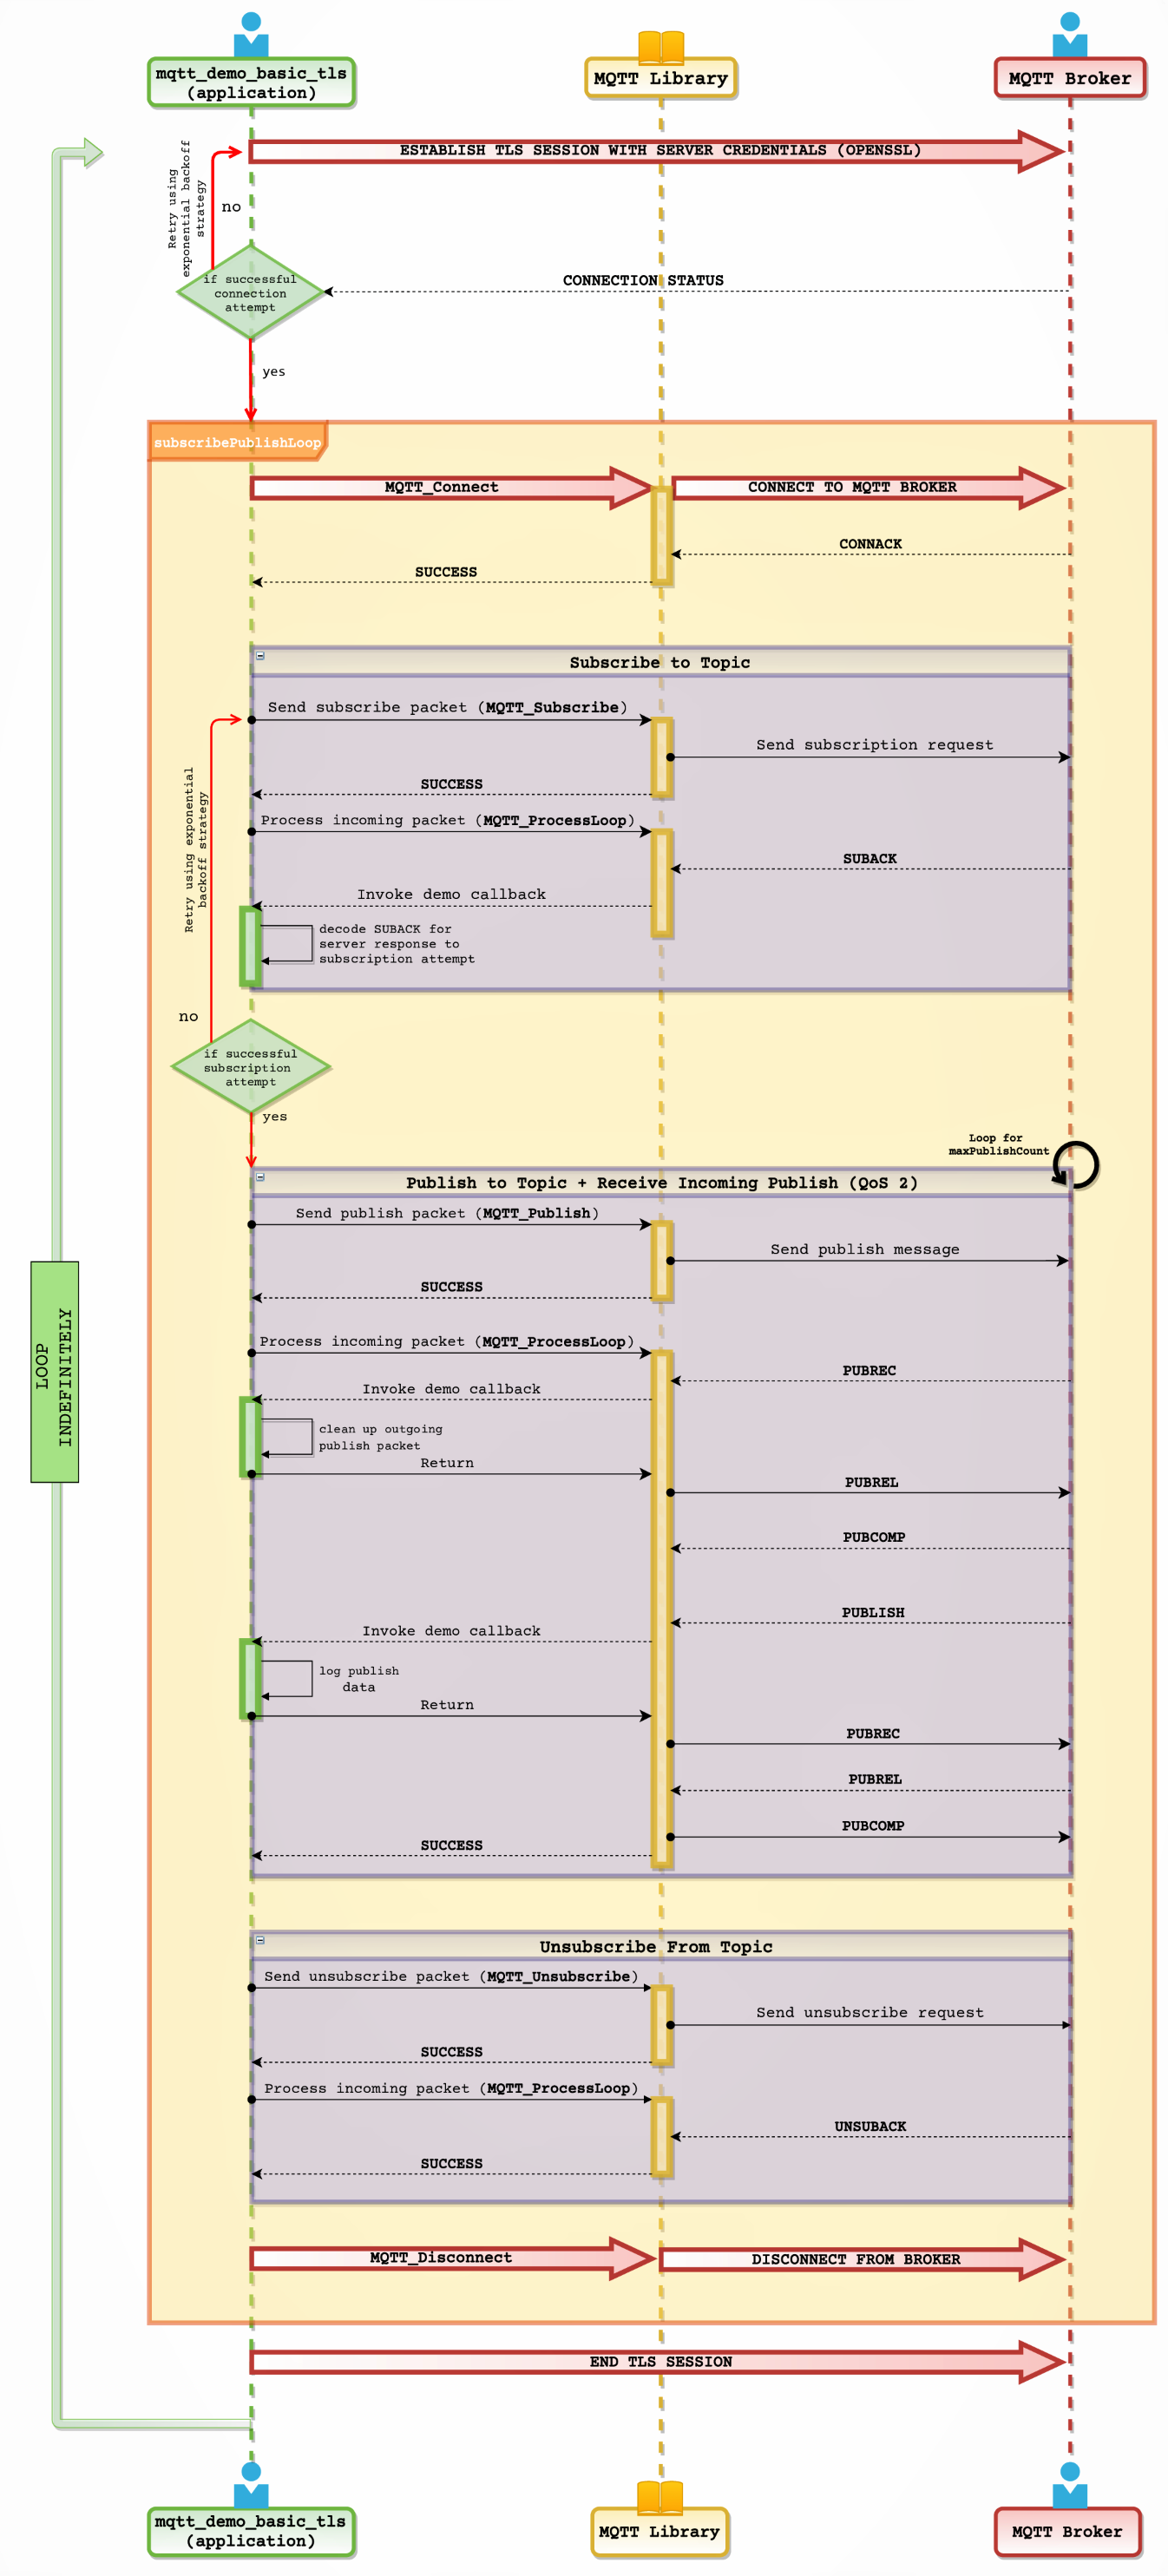 mqtt_demo_basic_tls
(application)
MQTT Library
MQTT Broker
ESTABLISH TLS SESSION WITH SERVER CREDENTIALS (OPENSSL)
Retry using
exponential backoff
strategy
no
CONNECTION STATUS
if successful
connection
attempt
yes
subscribePublishLoop
MQTT_Connect
CONNECT TO MQTT BROKER
CONNACK
SUCCESS
Subscribe to Topic
Send subscribe packet (MQTT_Subscribe)
Send subscription request
SUCCESS
Process incoming packet (MQTT_ProcessLoop)
SUBACK
Retry using exponential
backoff strategy
Invoke demo callback
decode SUBACK for
server response to
subscription attempt
no
if successful
subscription
attempt
yes
Loop for
maxPublishCount
Publish to Topic + Receive Incoming Publish (QoS 2)
Send publish packet (MQTT_Publish)
Send publish message
SUCCESS
Process incoming packet (MQTT_ProcessLoop)
PUBREC
LOOP
INDEFINITELY
Invoke demo callback
clean up outgoing
publish packet
Return
PUBREL
PUBCOMP
PUBLISH
Invoke demo callback
log publish
data
Return
PUBREC
PUBREL
PUBCOMP
SUCCESS
Unsubscribe From Topic
Send unsubscribe packet (MQTT_Unsubscribe)
Send unsubscribe request
SUCCESS
Process incoming packet (MQTT_ProcessLoop)
UNSUBACK
SUCCESS
MQTT_Disconnect
DISCONNECT FROM BROKER
END TLS SESSION
mqtt_demo_basic_tls
(application)
MQTT Library
MQTT Broker